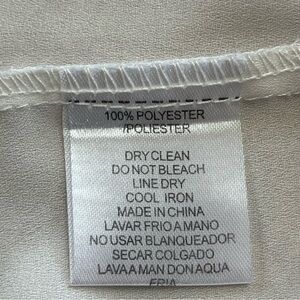 100% POLYESTER
/POLIESTER
DRY CLEAN
DO NOT BLEACH
LINE DRY
COOL IRON
MADE IN CHINA
LAVAR FRIO A MANO
NO USAR BLANQUEADOR
SECAR COLGADO
LAVA A MAN DON AQUA
FRIA